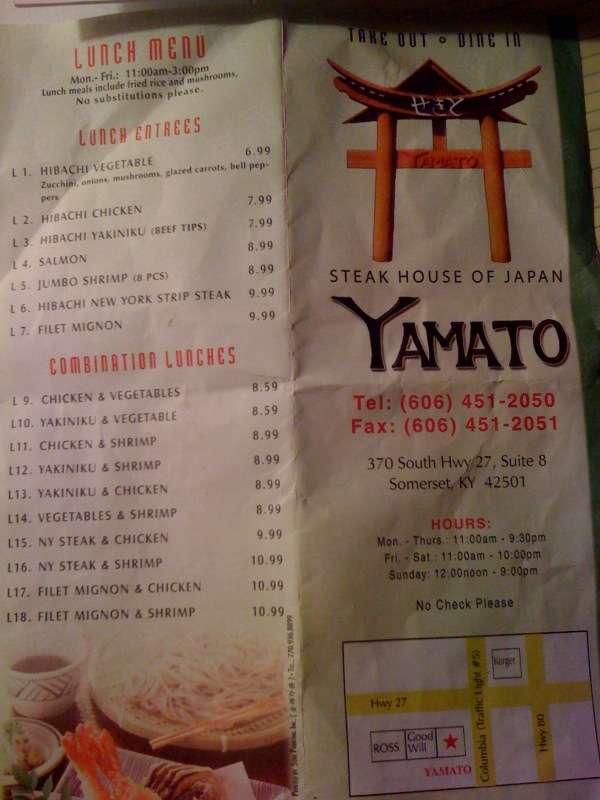 LUNCH MENU
Mon.- Fri.: 11:00am-3:00pm
Lunch meals include fried rice and mushrooms.
No substitutions please.
LUNCH ENTREES
L 1. HIBACHI VEGETABLE 6.99
Zucchini, onions, mushrooms, glazed carrots, bell pep-
pers
L 2. HIBACHI CHICKEN 7.99
L 3. HIBACHI YAKINIKU (BEEF TIPS) 7.99
L 4. SALMON 8.99
L 5. JUMBO SHRIMP (8 PCS) 8.99
L 6. HIBACHI NEW YORK STRIP STEAK 9.99
L 7. FILET MIGNON 9.99
COMBINATION LUNCHES
L 9. CHICKEN & VEGETABLES 8.59
L10. YAKINIKU & VEGETABLE 8.59
L11. CHICKEN & SHRIMP 8.99
L12. YAKINIKU & SHRIMP 8.99
L13. YAKINIKU & CHICKEN 8.99
L14. VEGETABLES & SHRIMP 8.99
L15. NY STEAK & CHICKEN 9.99
L16. NY STEAK & SHRIMP 10.99
L17. FILET MIGNON & CHICKEN 10.99
L18. FILET MIGNON & SHRIMP 10.99
TAKE OUT DINE IN
YAMATO
STEAK HOUSE OF JAPAN
YAMATO
Tel: (606) 451-2050
Fax: (606) 451-2051
370 South Hwy 27, Suite 8
Somerset, KY 42501
HOURS:
Mon. - Thurs.: 11:00am - 9:30pm
Fri. - Sat.: 11:00am - 10:00pm
Sunday: 12:00noon - 9:00pm
No Check Please
Kroger
Hwy 27
Columbia (Traffic Light #5)
Hwy 80
ROSS
Good
Will
YAMATO